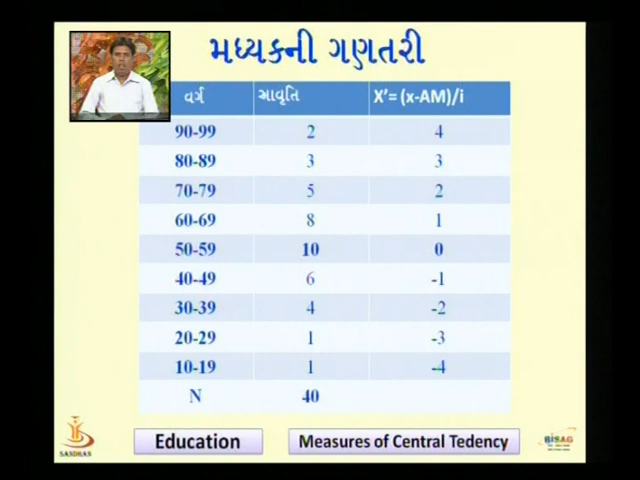 મધ્યકની ગણતરી
વર્ગ આવૃત્તિ X'= (x-AM)/i
90-99 2 4
80-89 3 3
70-79 5 2
60-69 8 1
50-59 10 0
40-49 6 -1
30-39 4 -2
20-29 1 -3
10-19 1 -4
N 40
SANDHAN
Education
Measures of Central Tedency
BISAG